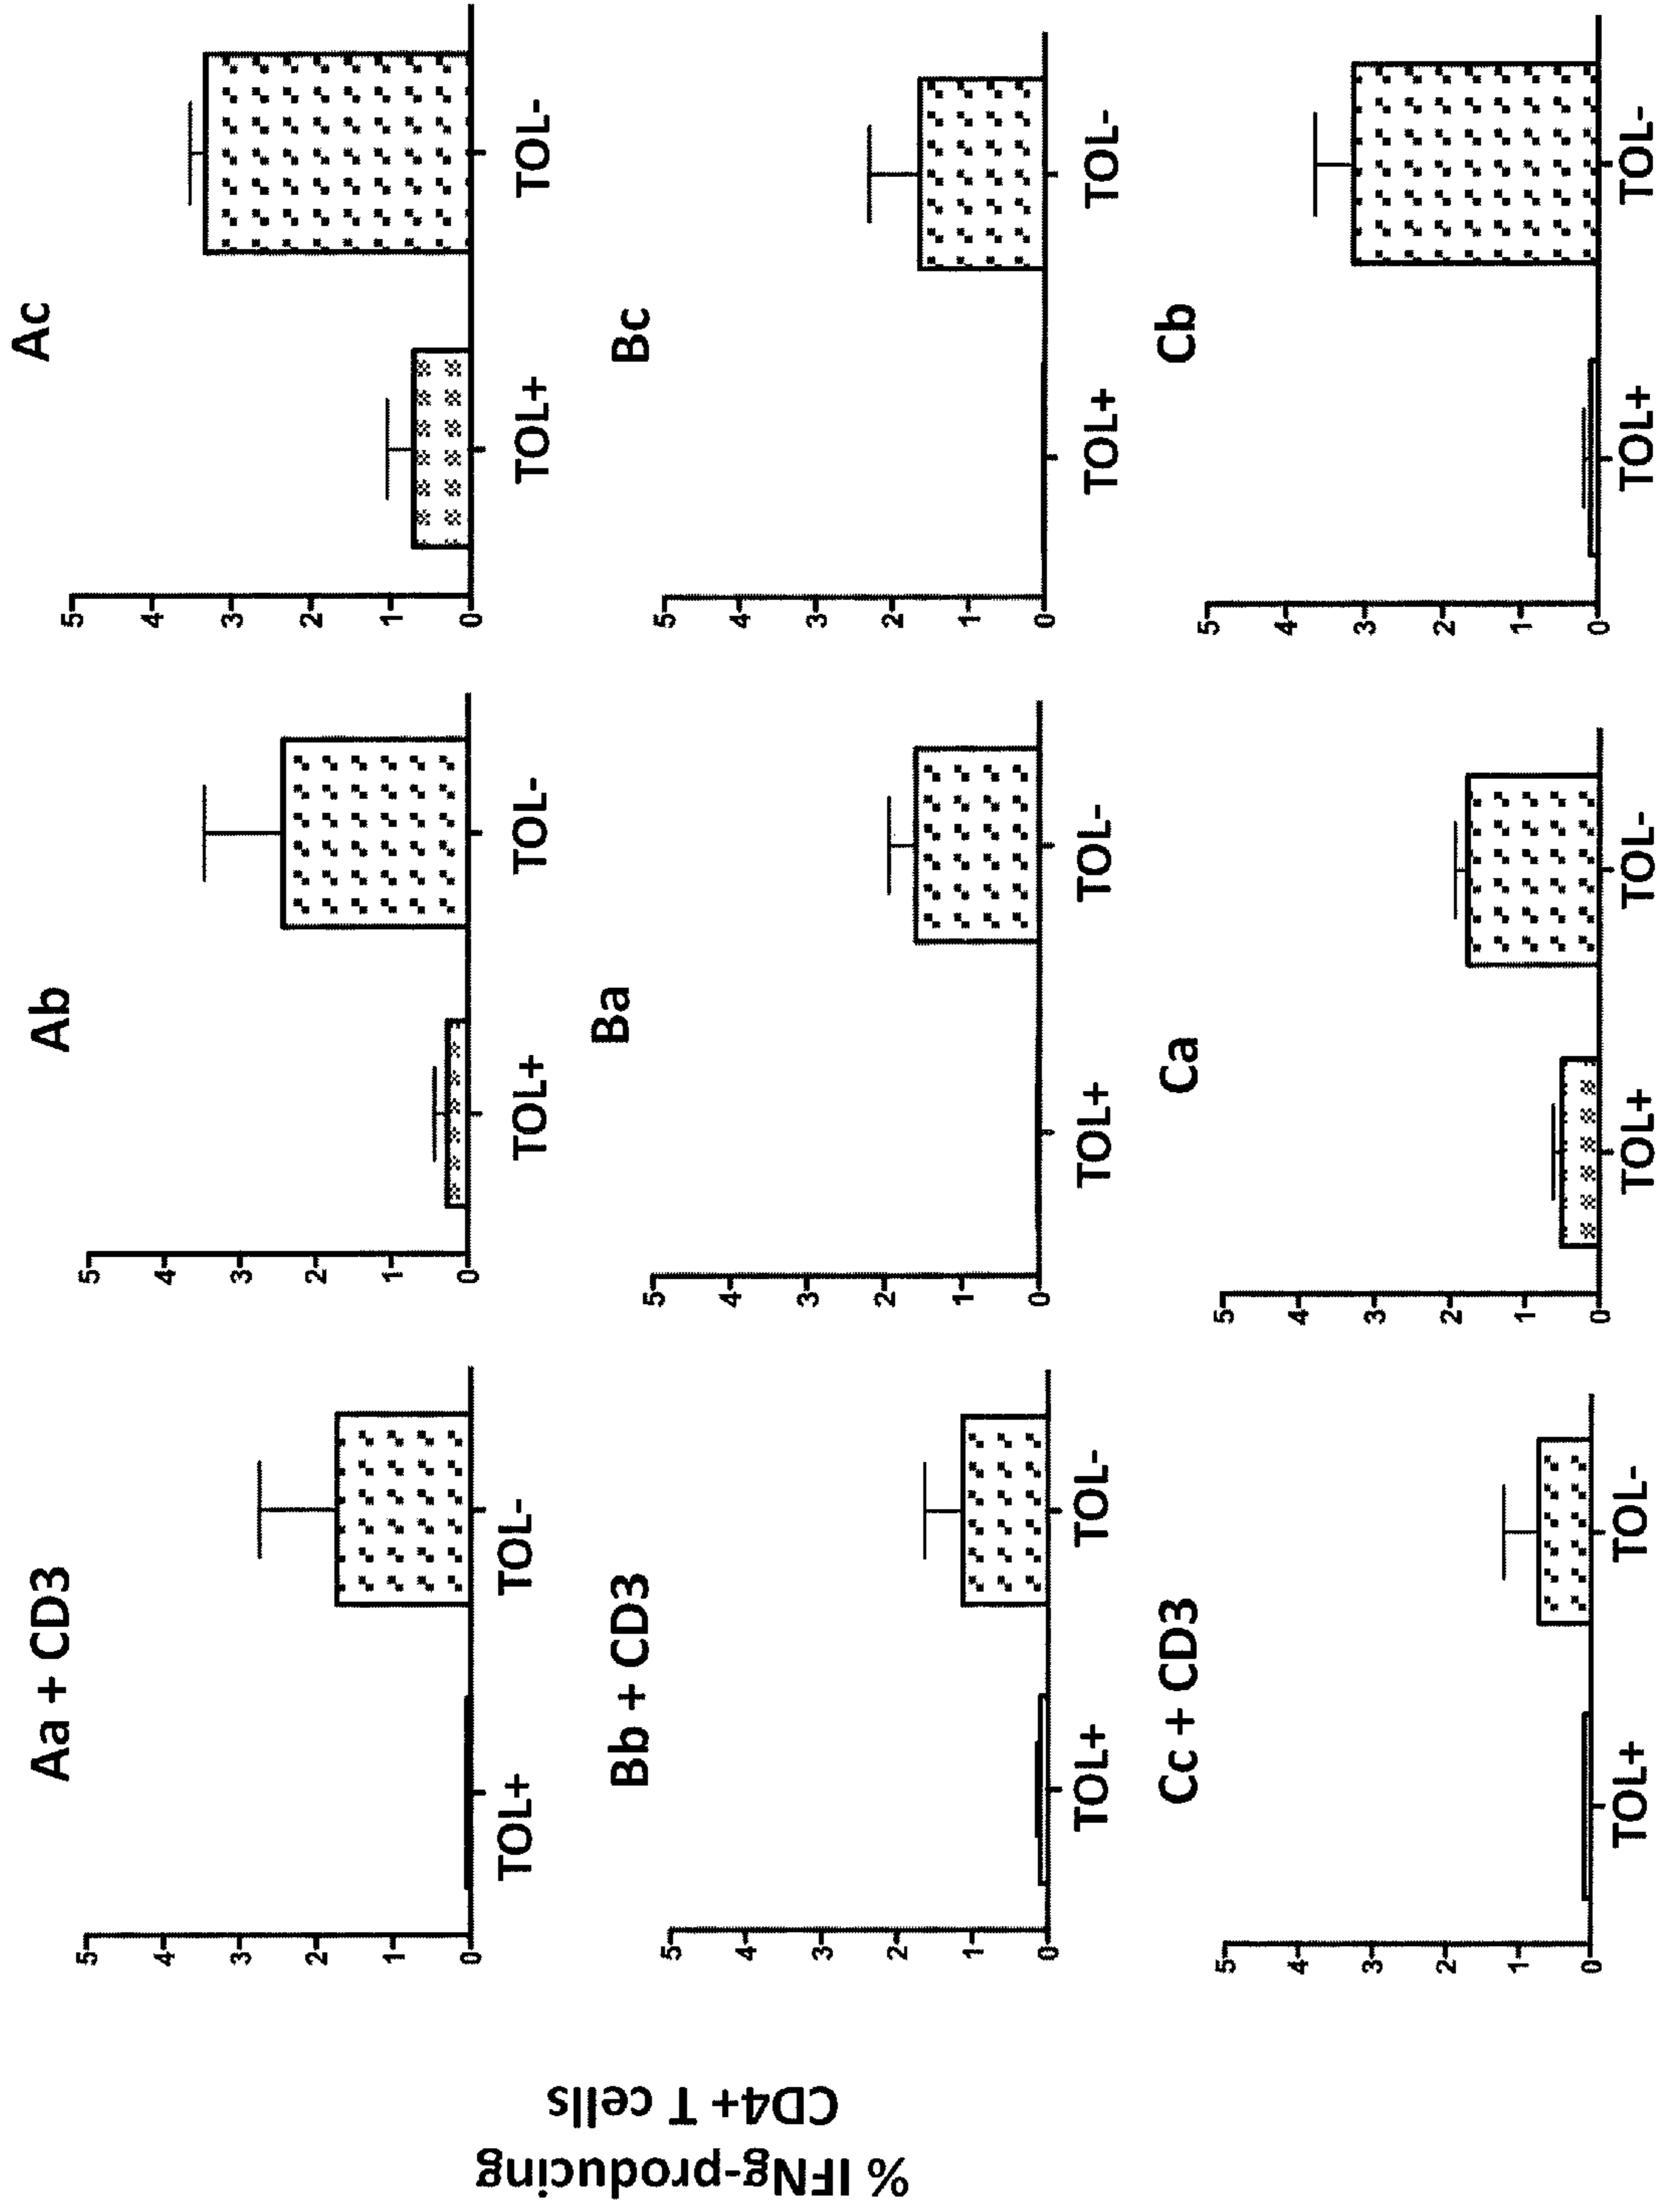 % IFNg-producing
CD4+ T cells
Aa + CD3
5
4
3
2
1
0
TOL+ TOL-
Ab
5
4
3
2
1
0
TOL+ TOL-
Ac
5
4
3
2
1
0
TOL+ TOL-
Bb + CD3
5
4
3
2
1
0
TOL+ TOL-
Ba
5
4
3
2
1
0
TOL+ TOL-
Bc
5
4
3
2
1
0
TOL+ TOL-
Cc + CD3
5
4
3
2
1
0
TOL+ TOL-
Ca
5
4
3
2
1
0
TOL+ TOL-
Cb
5
4
3
2
1
0
TOL+ TOL-